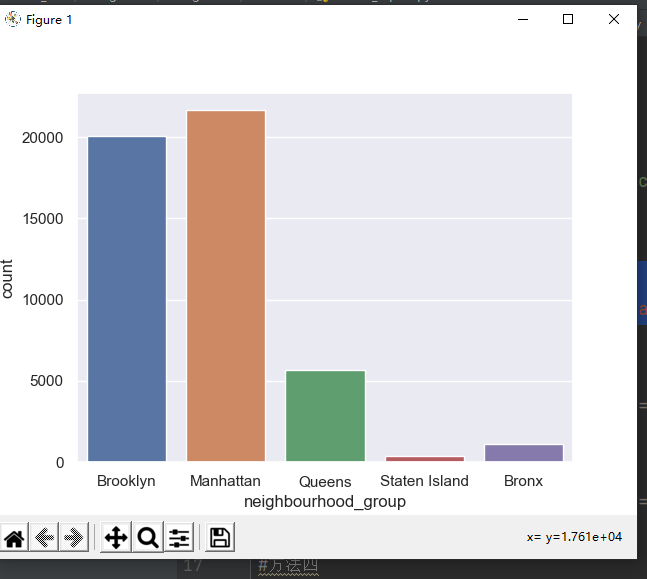 Figure 1
20000
15000
10000
5000
0
count
Brooklyn Manhattan Queens Staten Island Bronx
neighbourhood_group
x= y=1.761e+04
17 #方法四